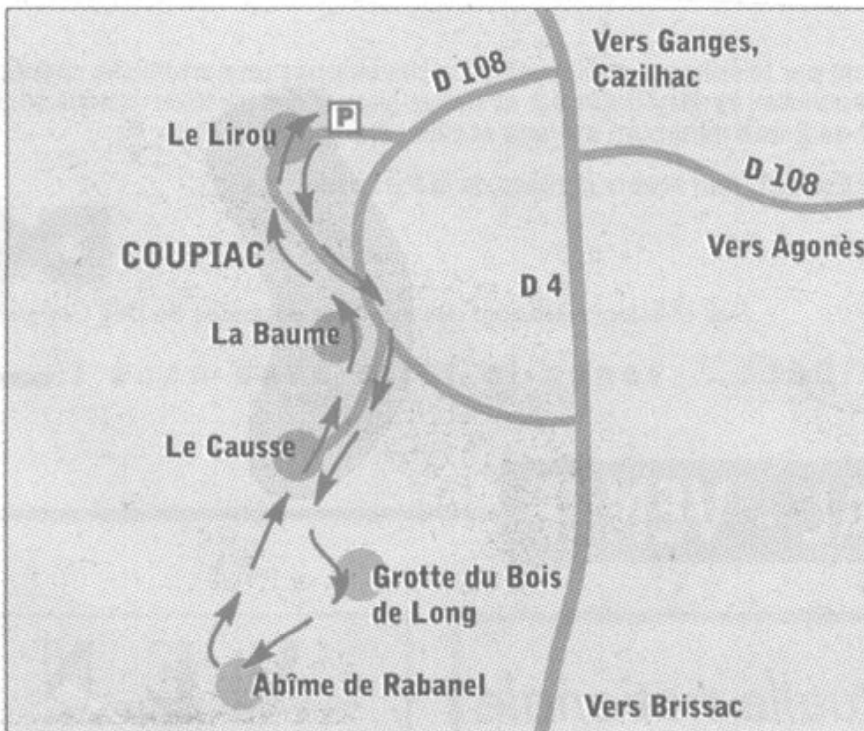 Vers Ganges,
Cazilhac
D 108
P
Le Lirou
D 108
Vers Agonès
COUPIAC
D 4
La Baume
Le Causse
Grotte du Bois
de Long
Abîme de Rabanel
Vers Brissac